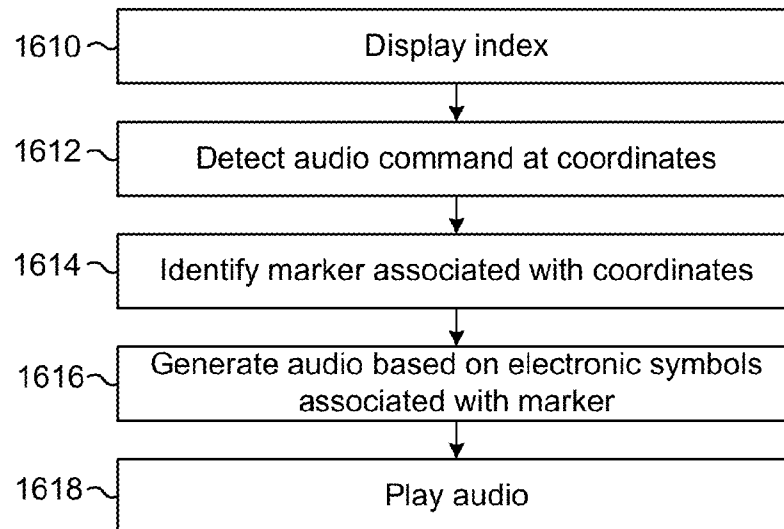 1610 Display index
1612 Detect audio command at coordinates
1614 Identify marker associated with coordinates
1616 Generate audio based on electronic symbols
associated with marker
1618 Play audio